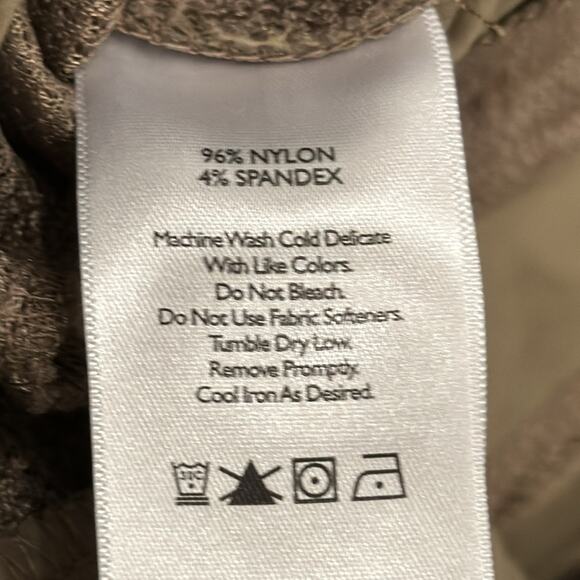 96% NYLON
4% SPANDEX
Machine Wash Cold Delicate
With Like Colors.
Do Not Bleach.
Do Not Use Fabric Softeners.
Tumble Dry Low.
Remove Promptly.
Cool Iron As Desired.
30C